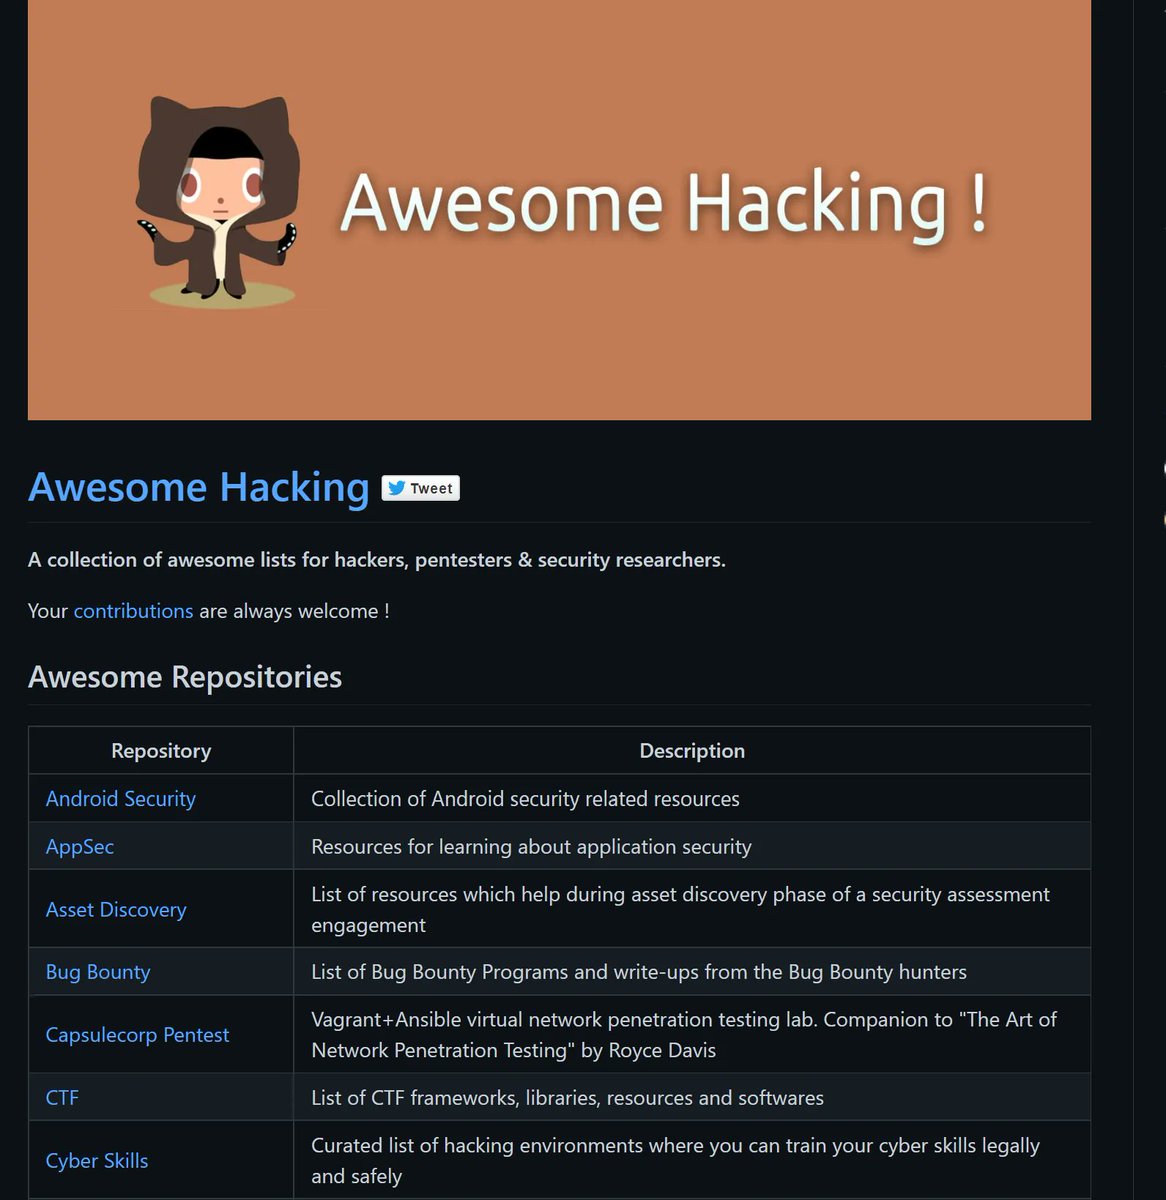 Awesome Hacking !
Awesome Hacking Tweet
A collection of awesome lists for hackers, pentesters & security researchers.
Your contributions are always welcome !
Awesome Repositories
Repository Description
Android Security Collection of Android security related resources
AppSec Resources for learning about application security
Asset Discovery List of resources which help during asset discovery phase of a security assessment
engagement
Bug Bounty List of Bug Bounty Programs and write-ups from the Bug Bounty hunters
Capsulecorp Pentest Vagrant+Ansible virtual network penetration testing lab. Companion to "The Art of
Network Penetration Testing" by Royce Davis
CTF List of CTF frameworks, libraries, resources and softwares
Cyber Skills Curated list of hacking environments where you can train your cyber skills legally
and safely